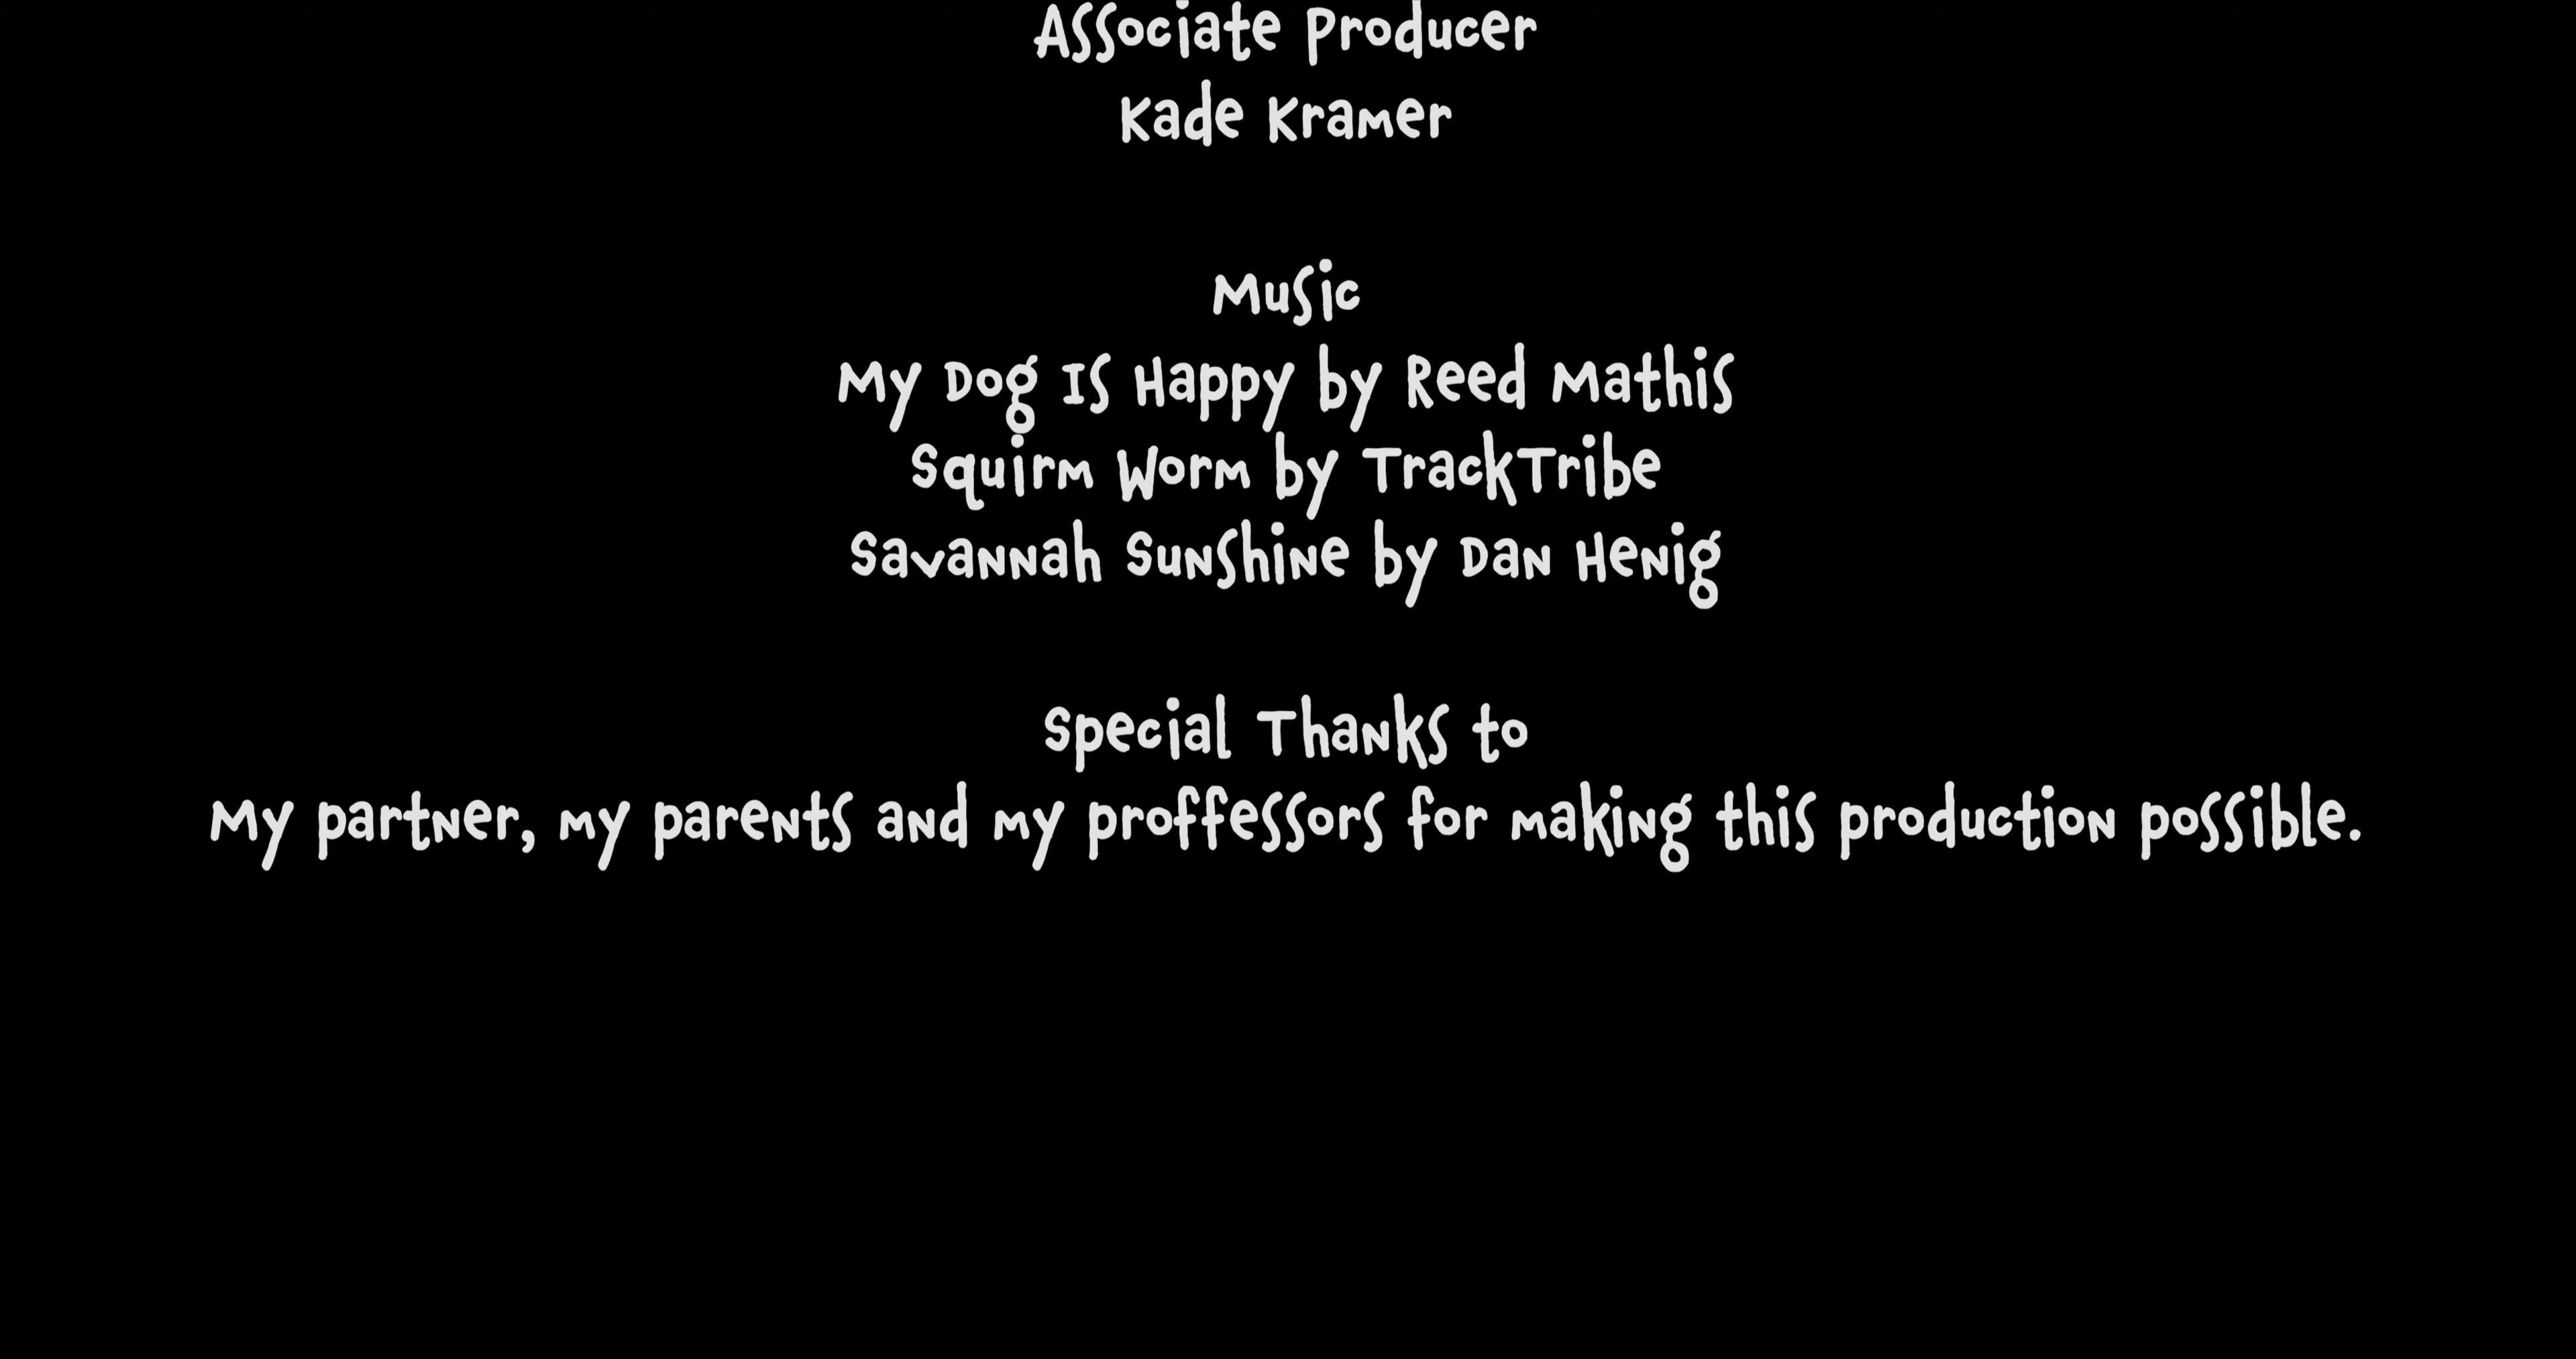 Associate Producer
Kade Kramer
Music
My Dog Is Happy by Reed Mathis
Squirm Worm by TrackTribe
Savannah Sunshine by Dan Henig
Special Thanks to
My partner, my parents and my proffessors for making this production possible.